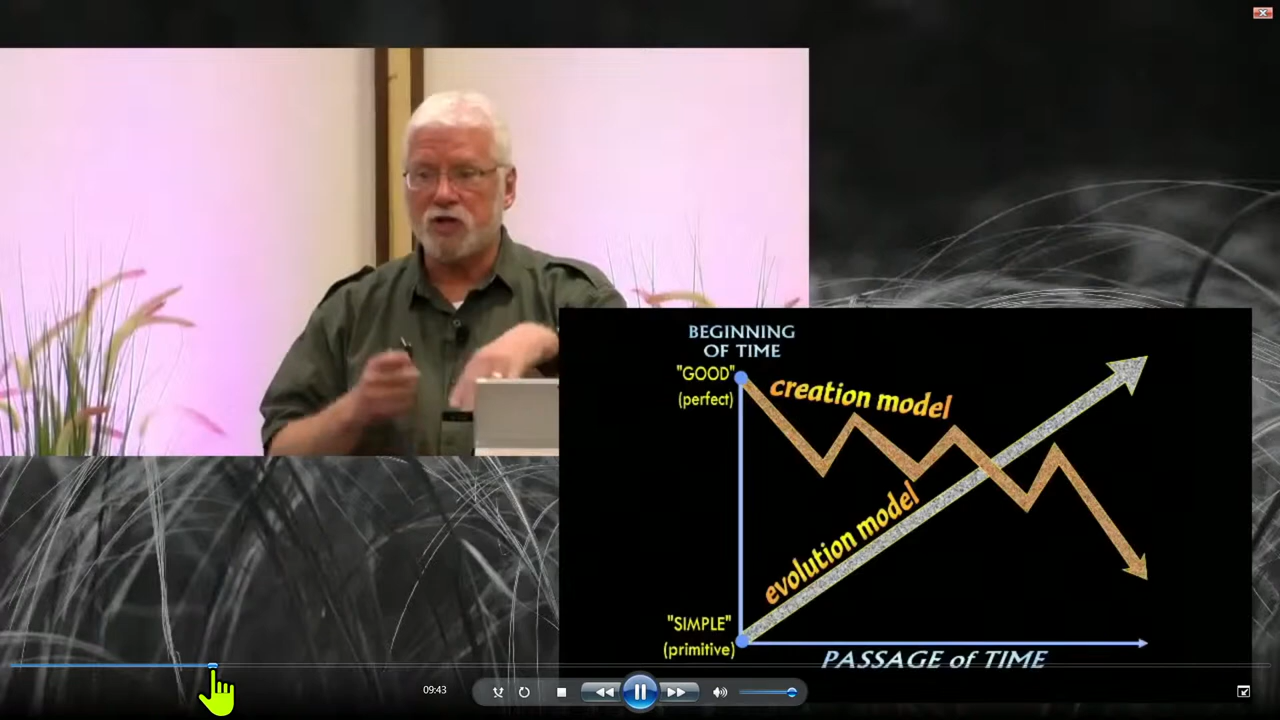 BEGINNING
OF TIME
"GOOD"
(perfect)
creation model
evolution model
"SIMPLE"
(primitive)
PASSAGE of TIME
09:43